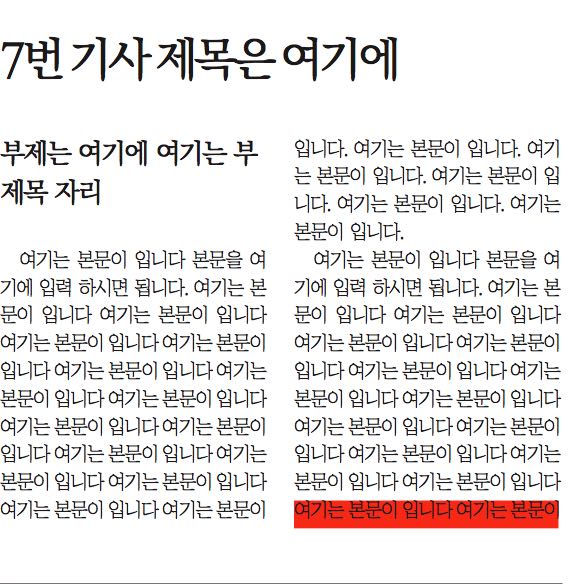 7번 기사 제목은 여기에
부제는 여기에 여기는 부
제목 자리
여기는 본문이 입니다 본문을 여
기에 입력 하시면 됩니다. 여기는 본
문이 입니다 여기는 본문이 입니다
여기는 본문이 입니다 여기는 본문이
입니다 여기는 본문이 입니다 여기는
본문이 입니다 여기는 본문이 입니다
여기는 본문이 입니다 여기는 본문이
입니다 여기는 본문이 입니다 여기는
본문이 입니다 여기는 본문이 입니다
여기는 본문이 입니다 여기는 본문이
입니다. 여기는 본문이 입니다. 여기
는 본문이 입니다. 여기는 본문이 입
니다. 여기는 본문이 입니다. 여기는
본문이 입니다.
여기는 본문이 입니다 본문을 여
기에 입력 하시면 됩니다. 여기는 본
문이 입니다 여기는 본문이 입니다
여기는 본문이 입니다 여기는 본문이
입니다 여기는 본문이 입니다 여기는
본문이 입니다 여기는 본문이 입니다
여기는 본문이 입니다 여기는 본문이
입니다 여기는 본문이 입니다 여기는
본문이 입니다 여기는 본문이 입니다
여기는 본문이 입니다 여기는 본문이